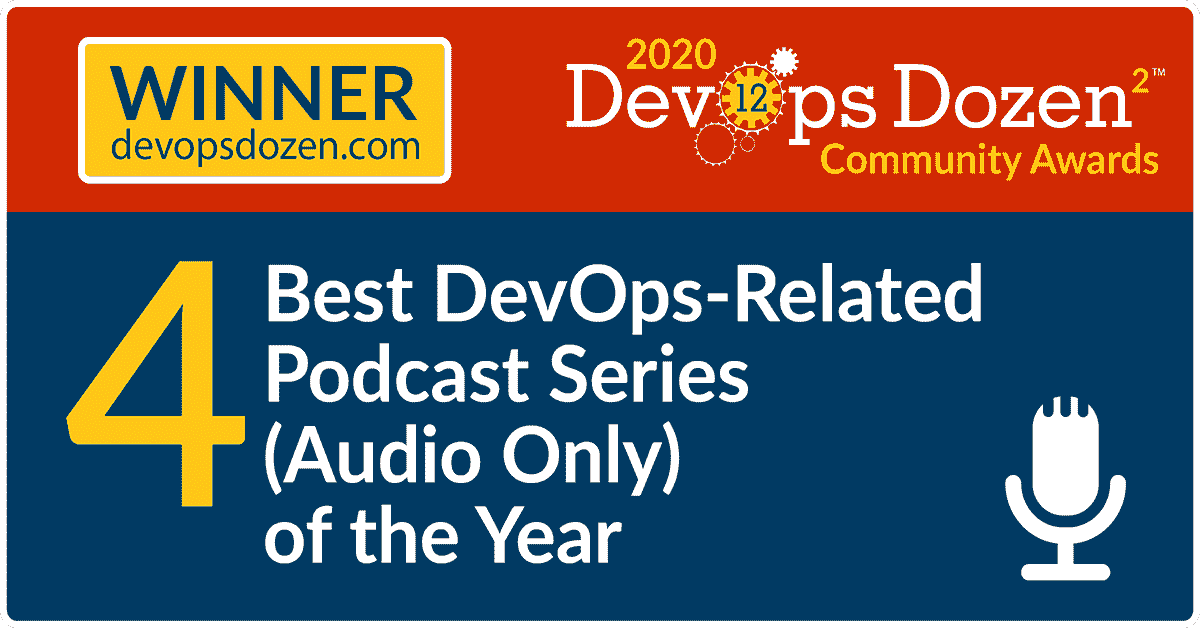 WINNER
devopsdozen.com
2020
DevOps Dozen2™
12
Community Awards
4
Best DevOps-Related
Podcast Series
(Audio Only)
of the Year